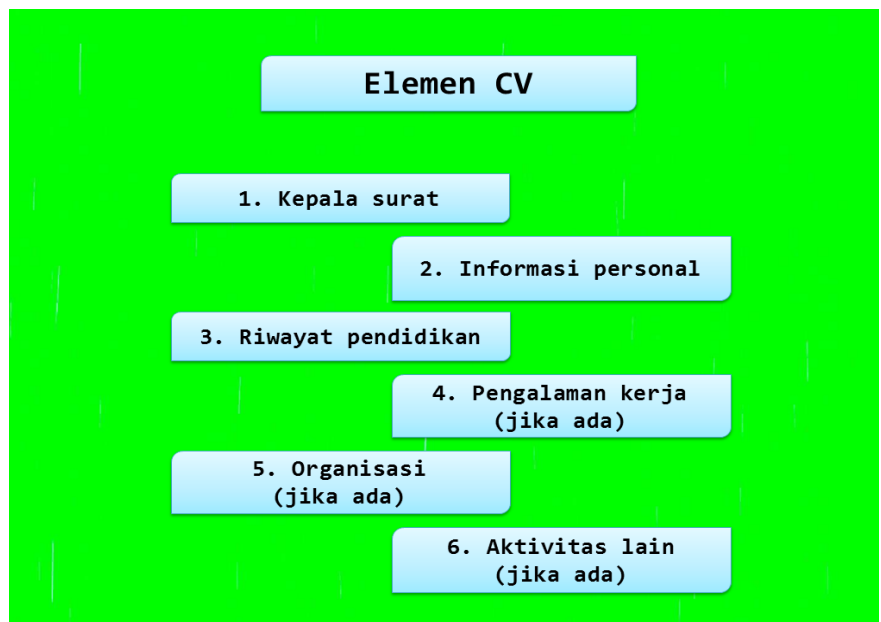 Elemen CV
1. Kepala surat
2. Informasi personal
3. Riwayat pendidikan
4. Pengalaman kerja
(jika ada)
5. Organisasi
(jika ada)
6. Aktivitas lain
(jika ada)